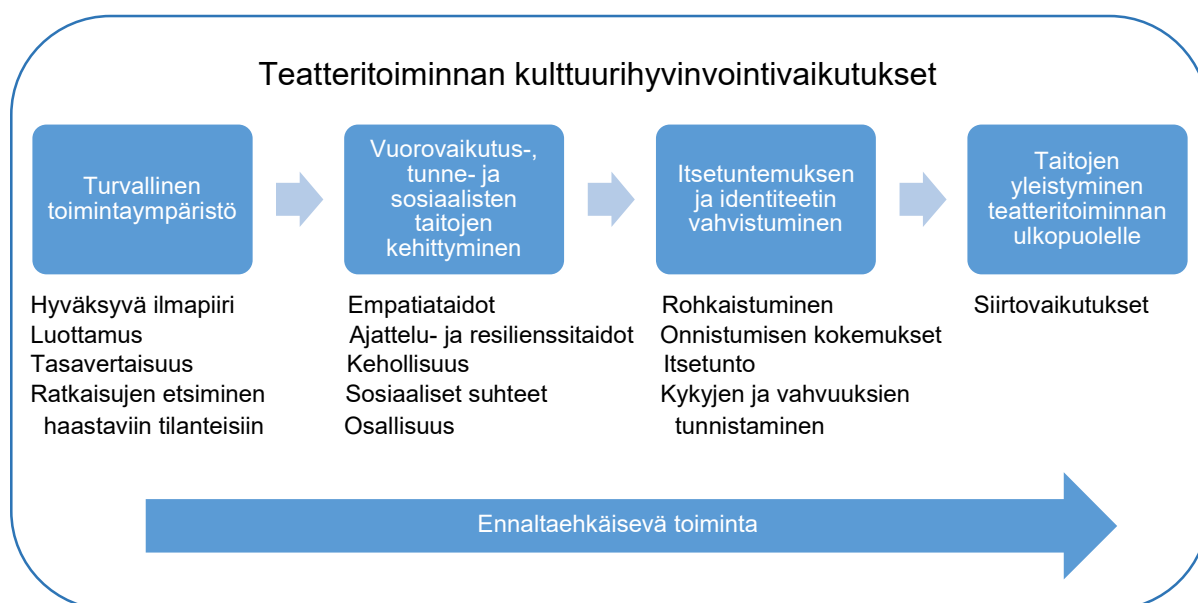 Teatteritoiminnan kulttuurihyvinvointivaikutukset
Turvallinen
toimintaympäristö
Vuorovaikutus-,
tunne- ja
sosiaalisten
taitojen
kehittyminen
Itsetuntemuksen
ja identiteetin
vahvistuminen
Taitojen
yleistyminen
teatteritoiminnan
ulkopuolelle
Hyväksyvä ilmapiiri
Luottamus
Tasavertaisuus
Ratkaisujen etsiminen
haastaviin tilanteisiin
Empatiataidot
Ajattelu- ja resilienssitaidot
Kehollisuus
Sosiaaliset suhteet
Osallisuus
Rohkaistuminen
Onnistumisen kokemukset
Itsetunto
Kykyjen ja vahvuuksien
tunnistaminen
Siirtovaikutukset
Ennaltaehkäisevä toiminta